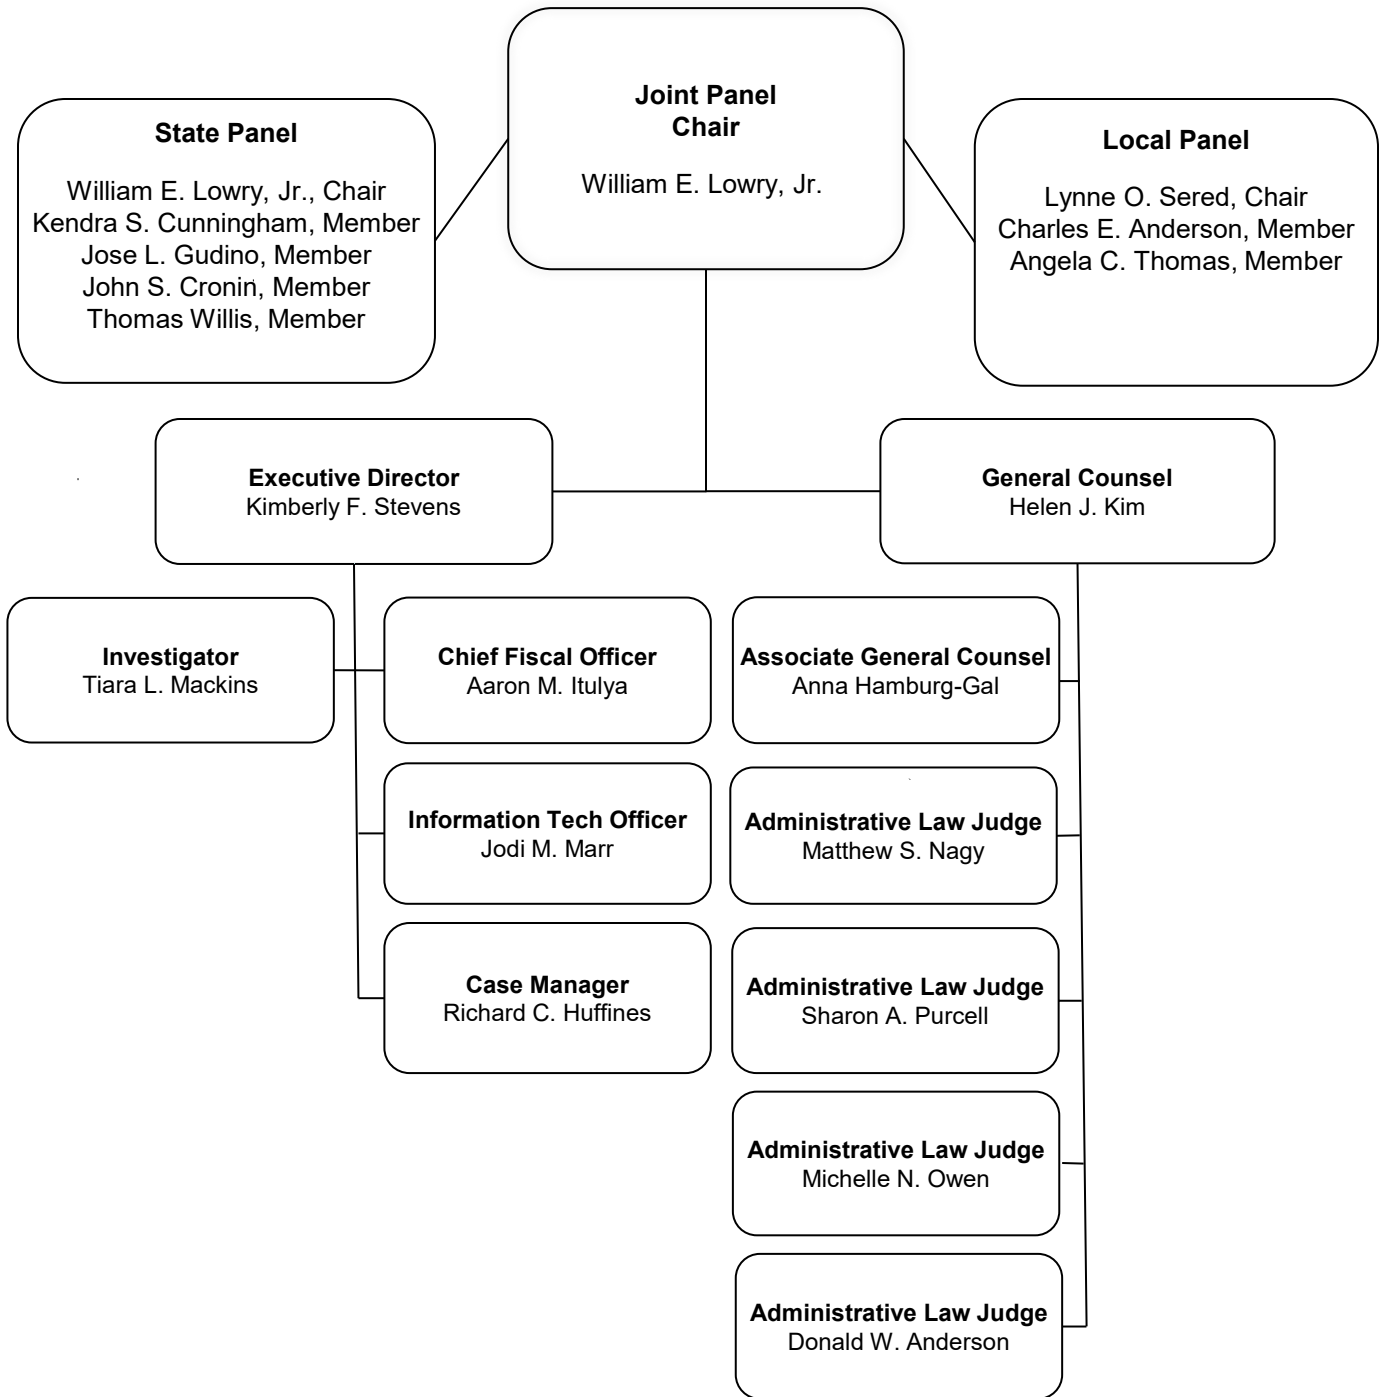 Joint Panel
Chair
William E. Lowry, Jr.
State Panel
William E. Lowry, Jr., Chair
Kendra S. Cunningham, Member
Jose L. Gudino, Member
John S. Cronin, Member
Thomas Willis, Member
Local Panel
Lynne O. Sered, Chair
Charles E. Anderson, Member
Angela C. Thomas, Member
Executive Director
Kimberly F. Stevens
General Counsel
Helen J. Kim
Investigator
Tiara L. Mackins
Chief Fiscal Officer
Aaron M. Itulya
Information Tech Officer
Jodi M. Marr
Case Manager
Richard C. Huffines
Associate General Counsel
Anna Hamburg-Gal
Administrative Law Judge
Matthew S. Nagy
Administrative Law Judge
Sharon A. Purcell
Administrative Law Judge
Michelle N. Owen
Administrative Law Judge
Donald W. Anderson